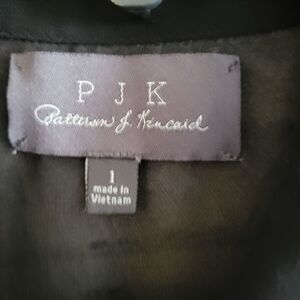 P J K
Patterson J. Kincaid
1
made in
Vietnam